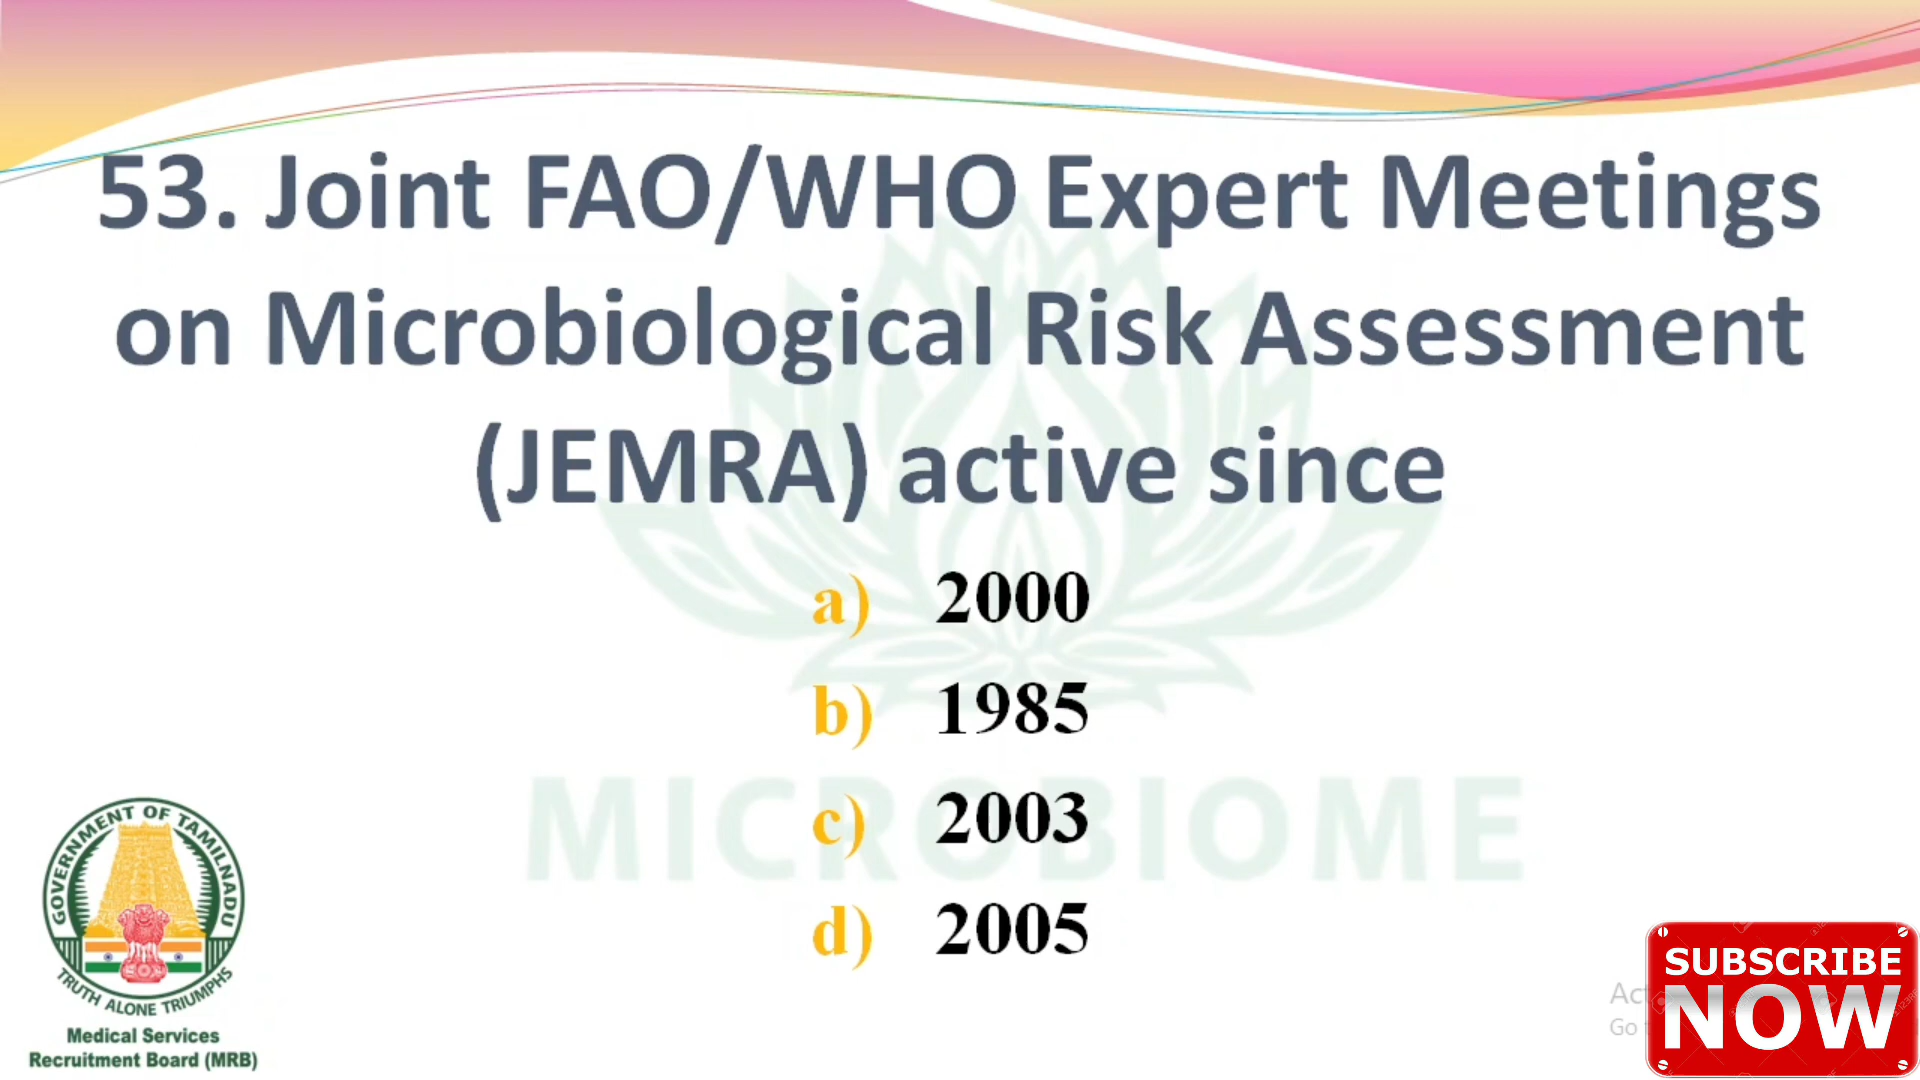 53. Joint FAO/WHO Expert Meetings
on Microbiological Risk Assessment
(JEMRA) active since
a) 2000
b) 1985
c) 2003
d) 2005
MICROBIOME
GOVERNMENT OF TAMILNADU
TRUTH ALONE TRIUMPHS
Medical Services
Recruitment Board (MRB)
SUBSCRIBE
NOW